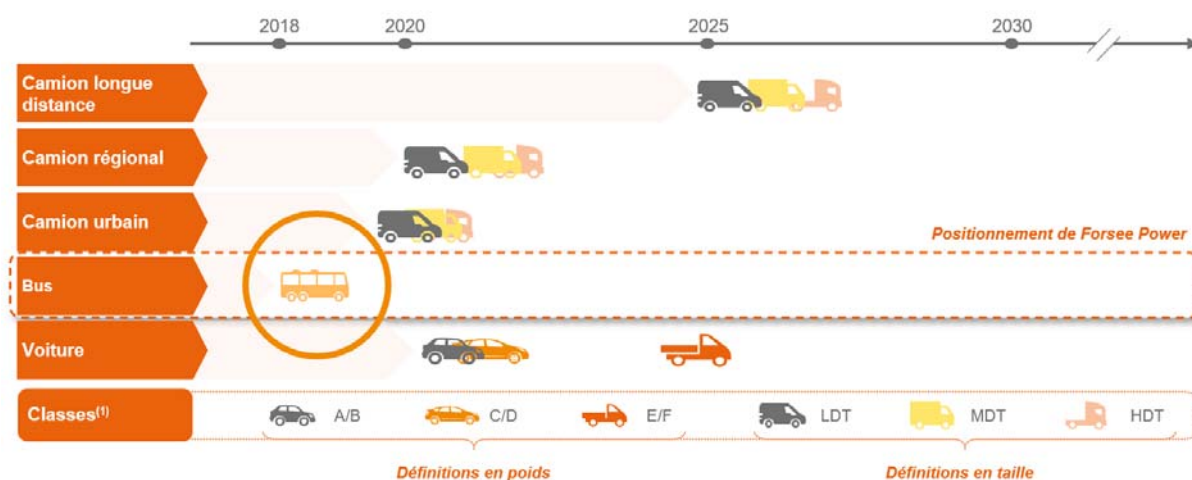 2018 2020 2025 2030
Camion longue
distance
Camion régional
Camion urbain
Positionnement de Forsee Power
Bus
Voiture
Classes(1) A/B C/D E/F LDT MDT HDT
Définitions en poids Définitions en taille